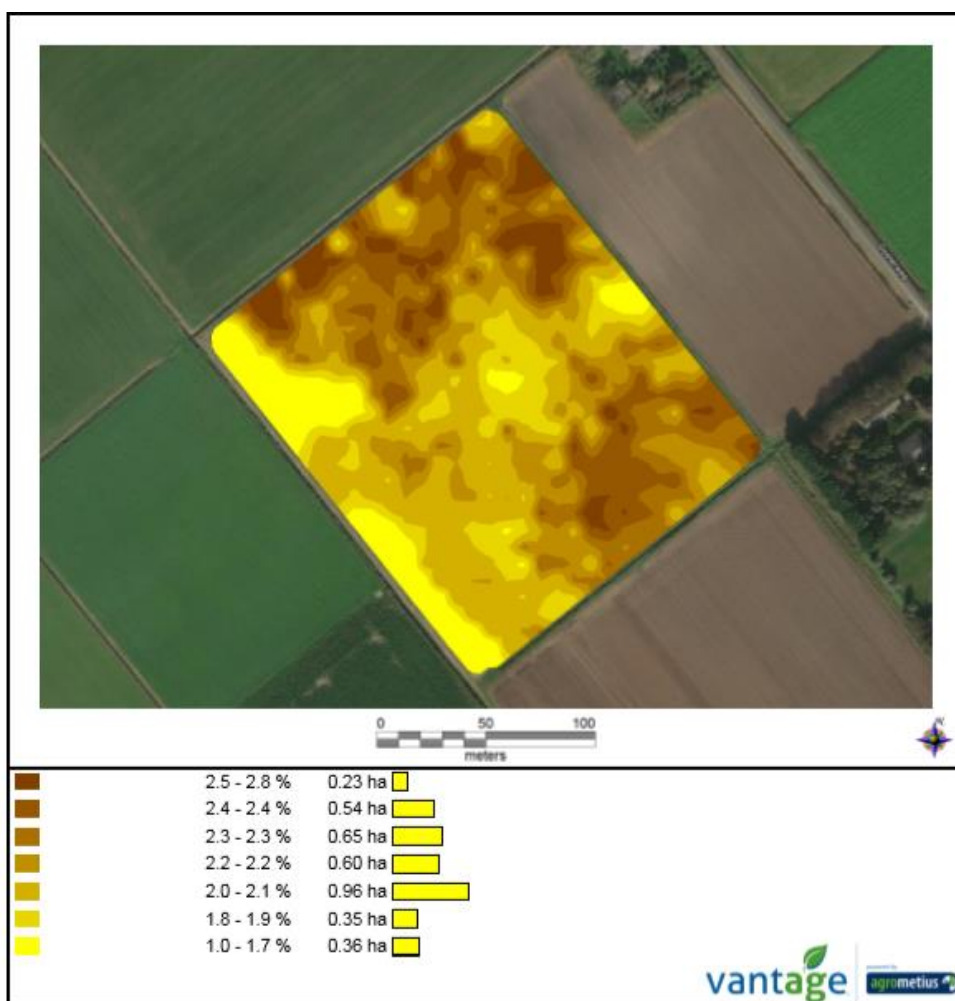 0 50 100
meters
N
2.5 - 2.8 % 0.23 ha
2.4 - 2.4 % 0.54 ha
2.3 - 2.3 % 0.65 ha
2.2 - 2.2 % 0.60 ha
2.0 - 2.1 % 0.96 ha
1.8 - 1.9 % 0.35 ha
1.0 - 1.7 % 0.36 ha
powered by
vantage agrometius